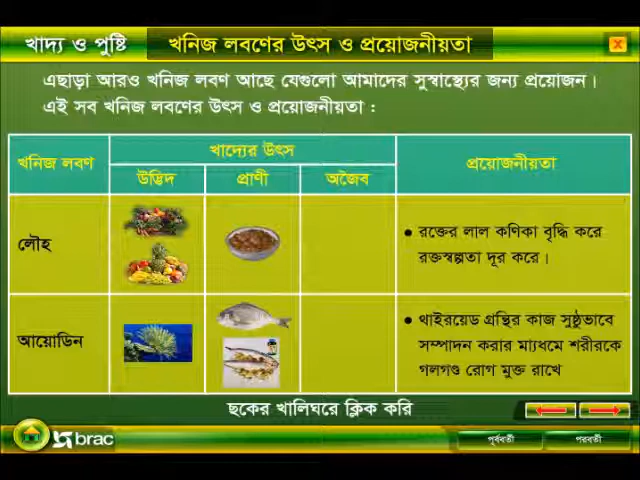 খাদ্য ও পুষ্টি
খনিজ লবণের উৎস ও প্রয়োজনীয়তা
X
এছাড়া আরও খনিজ লবণ আছে যেগুলো আমাদের সুস্বাস্থ্যের জন্য প্রয়োজন।
এই সব খনিজ লবণের উৎস ও প্রয়োজনীয়তা :
খনিজ লবণ
খাদ্যের উৎস
প্রয়োজনীয়তা
উদ্ভিদ
প্রাণী
অজৈব
লৌহ
• রক্তের লাল কণিকা বৃদ্ধি করে
রক্তস্বল্পতা দূর করে।
আয়োডিন
• থাইরয়েড গ্রন্থির কাজ সুষ্ঠুভাবে
সম্পাদন করার মাধ্যমে শরীরকে
গলগণ্ড রোগ মুক্ত রাখে
ছকের খালিঘরে ক্লিক করি
brac
পূর্ববর্তী
পরবর্তী